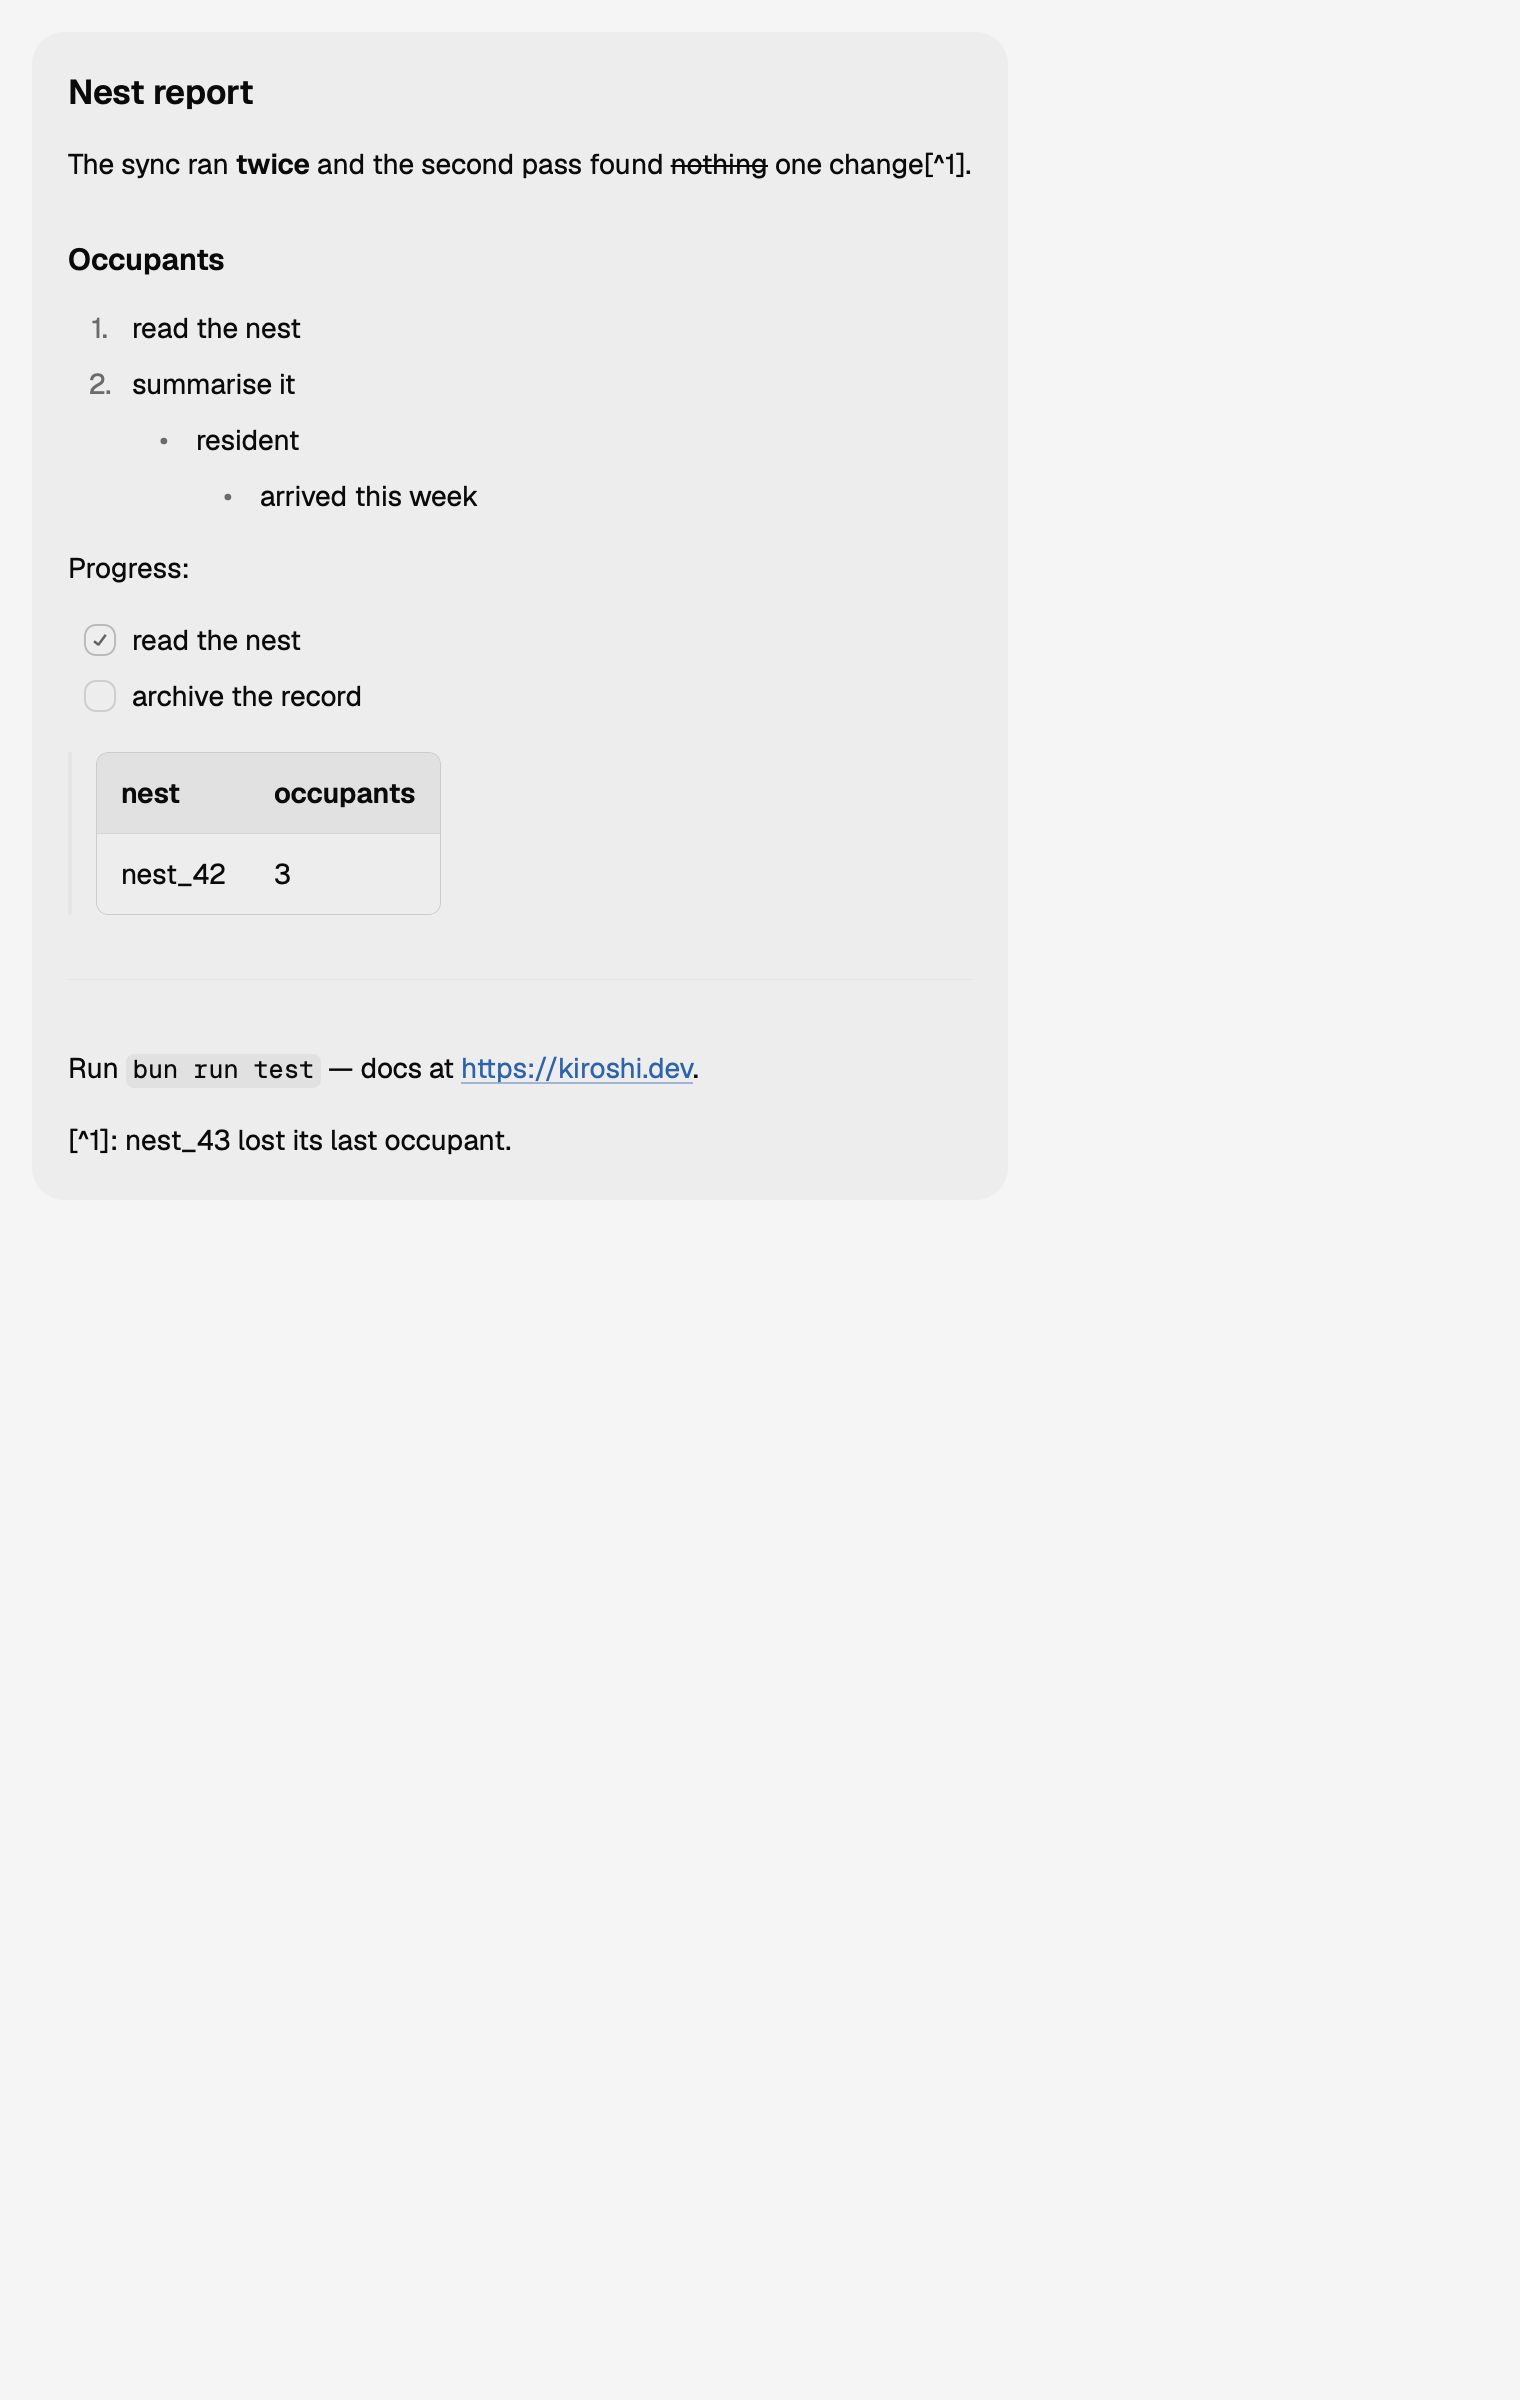 Nest report
The sync ran twice and the second pass found nothing one change[^1].
Occupants
1. read the nest
2. summarise it
• resident
• arrived this week
Progress:
read the nest
archive the record
nest occupants
nest_42 3
Run bun run test — docs at https://kiroshi.dev.
[^1]: nest_43 lost its last occupant.